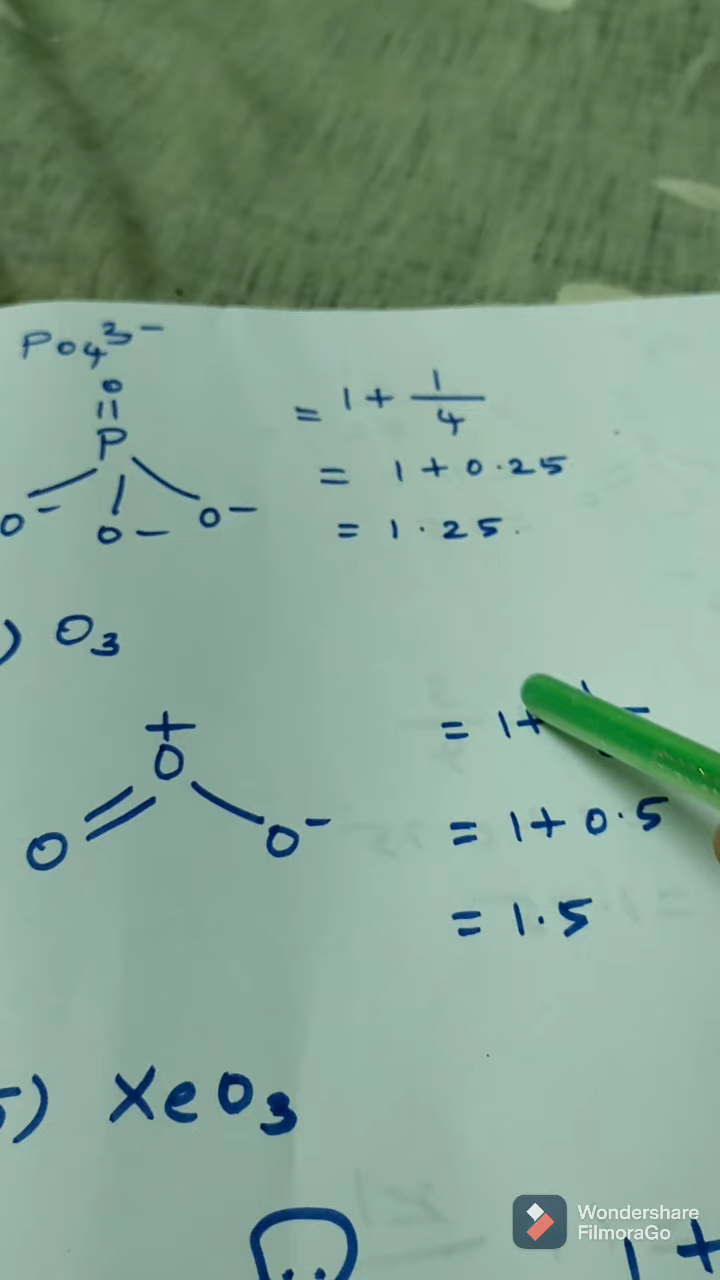 PO₄³⁻
O
||
P
O⁻ O⁻ O⁻
= 1 + 1/4
= 1 + 0.25
= 1.25.
) O₃
+
O
O O⁻
= 1+
= 1+ 0.5
= 1.5
5) XeO₃
1+
Wondershare
FilmoraGo